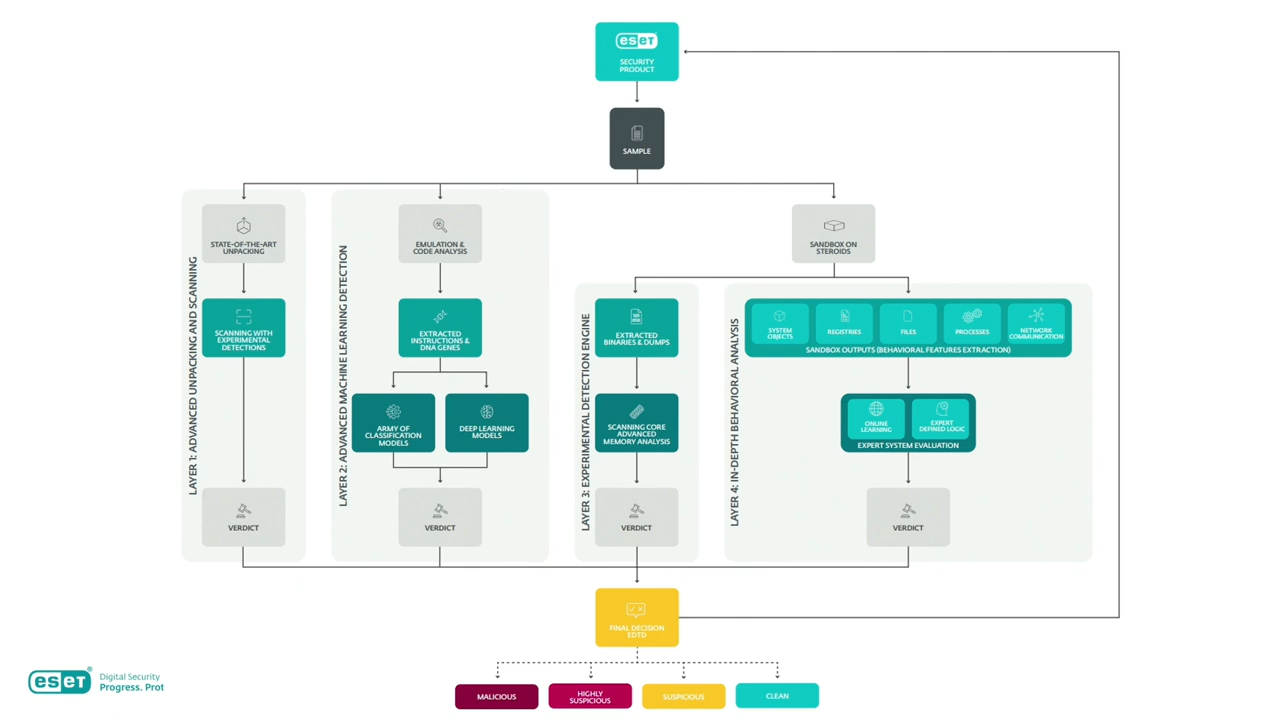 eseT
SECURITY
PRODUCT
SAMPLE
STATE-OF-THE-ART
UNPACKING
EMULATION &
CODE ANALYSIS
SANDBOX ON
STEROIDS
LAYER 1: ADVANCED UNPACKING AND SCANNING
SCANNING WITH
EXPERIMENTAL
DETECTIONS
VERDICT
LAYER 2: ADVANCED MACHINE LEARNING DETECTION
EXTRACTED
INSTRUCTIONS &
DNA GENES
ARMY OF
CLASSIFICATION
MODELS
DEEP LEARNING
MODELS
VERDICT
LAYER 3: EXPERIMENTAL DETECTION ENGINE
EXTRACTED
BINARIES & DUMPS
SCANNING CORE
ADVANCED
MEMORY ANALYSIS
VERDICT
LAYER 4: IN-DEPTH BEHAVIORAL ANALYSIS
SYSTEM
OBJECTS
REGISTRIES
FILES
PROCESSES
NETWORK
COMMUNICATION
SANDBOX OUTPUTS (BEHAVIORAL FEATURES EXTRACTION)
ONLINE
LEARNING
EXPERT
DEFINED LOGIC
EXPERT SYSTEM EVALUATION
VERDICT
FINAL DECISION
EDTD
MALICIOUS
HIGHLY
SUSPICIOUS
SUSPICIOUS
CLEAN
eseT®
Digital Security
Progress. Prot